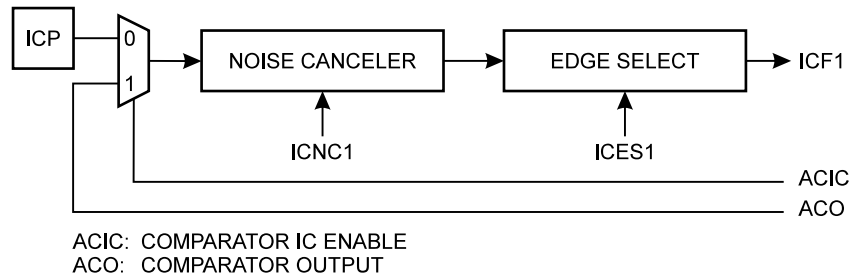 ICP
0
1
NOISE CANCELER
EDGE SELECT
ICF1
ICNC1
ICES1
ACIC
ACO
ACIC: COMPARATOR IC ENABLE
ACO: COMPARATOR OUTPUT